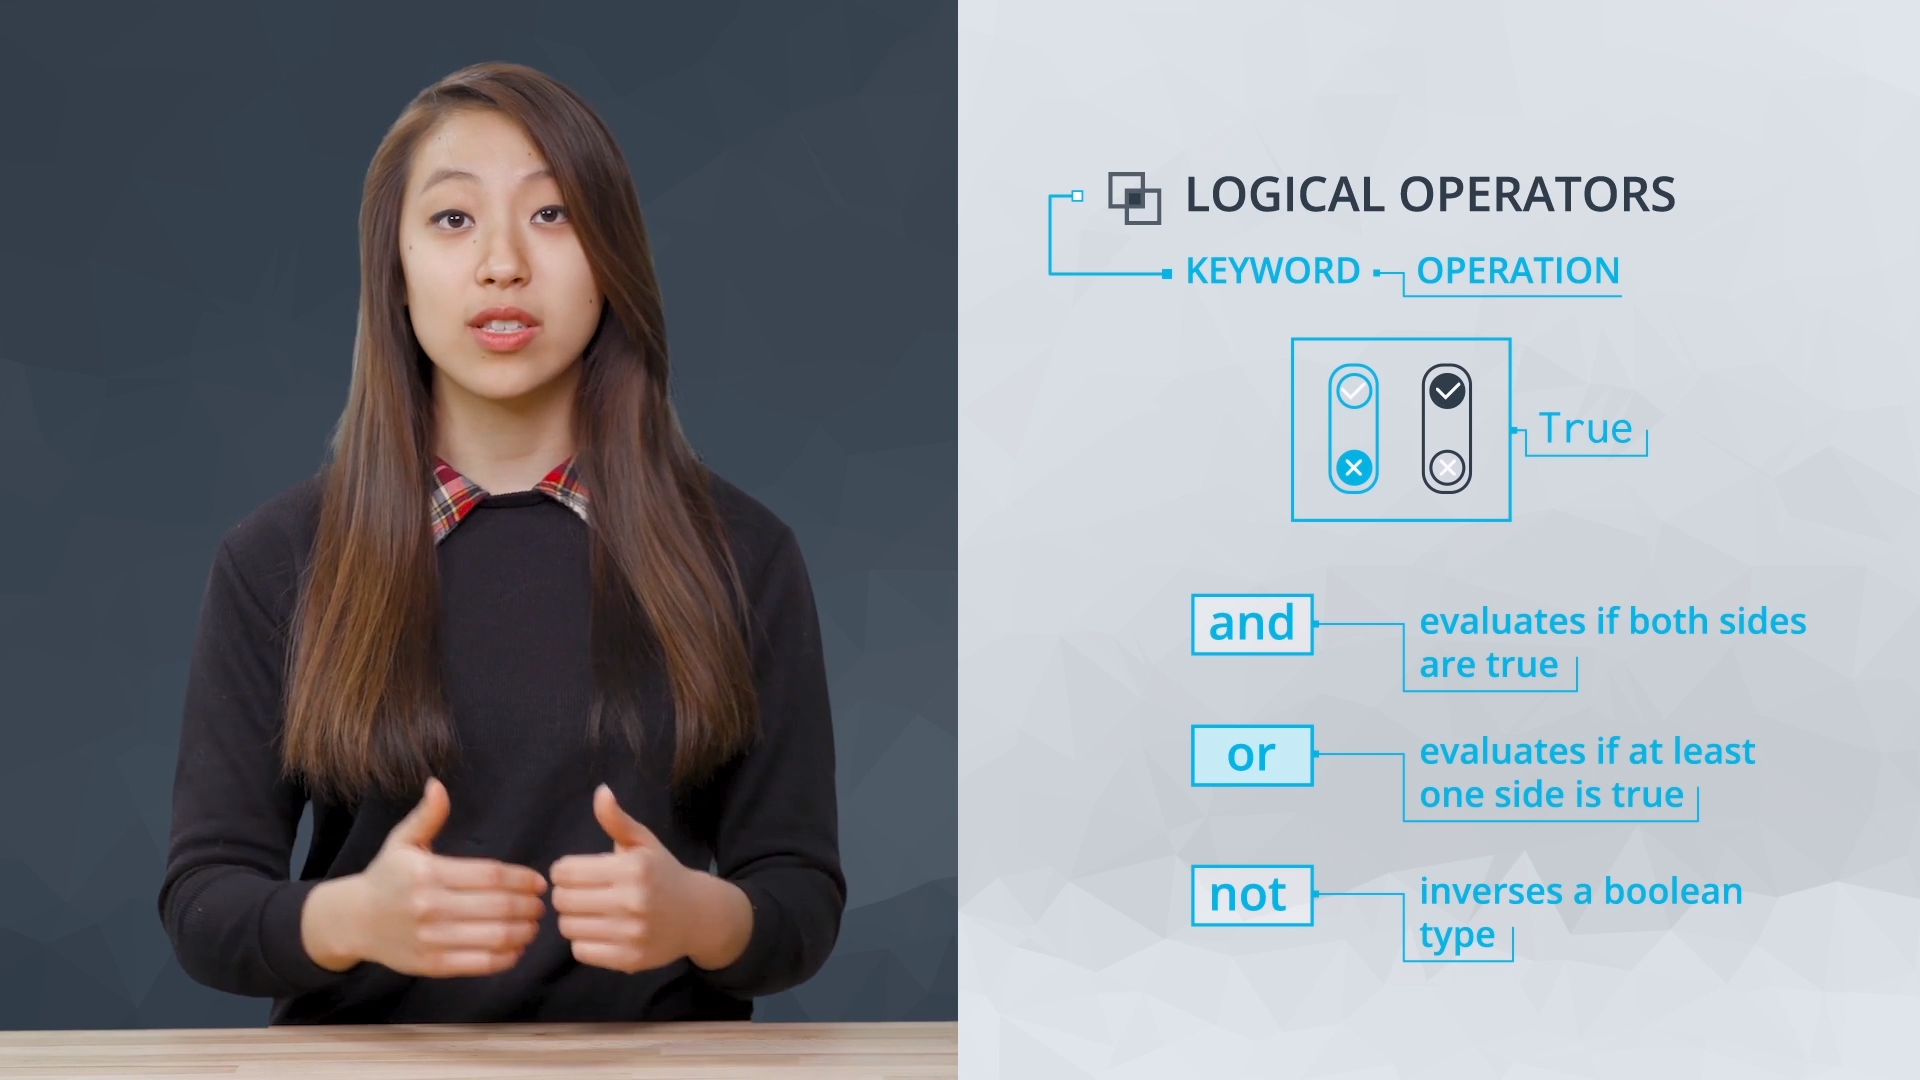 LOGICAL OPERATORS
KEYWORD OPERATION
True
and
evaluates if both sides
are true
or
evaluates if at least
one side is true
not
inverses a boolean
type